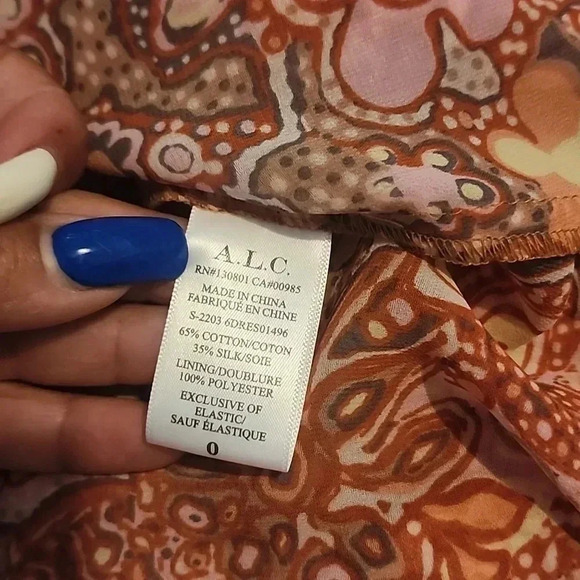 A.L.C.
RN#130801 CA#00985
MADE IN CHINA
FABRIQUÉ EN CHINE
S-2203 6DRES01496
65% COTTON/COTON
35% SILK/SOIE
LINING/DOUBLURE
100% POLYESTER
EXCLUSIVE OF
ELASTIC/
SAUF ÉLASTIQUE
0